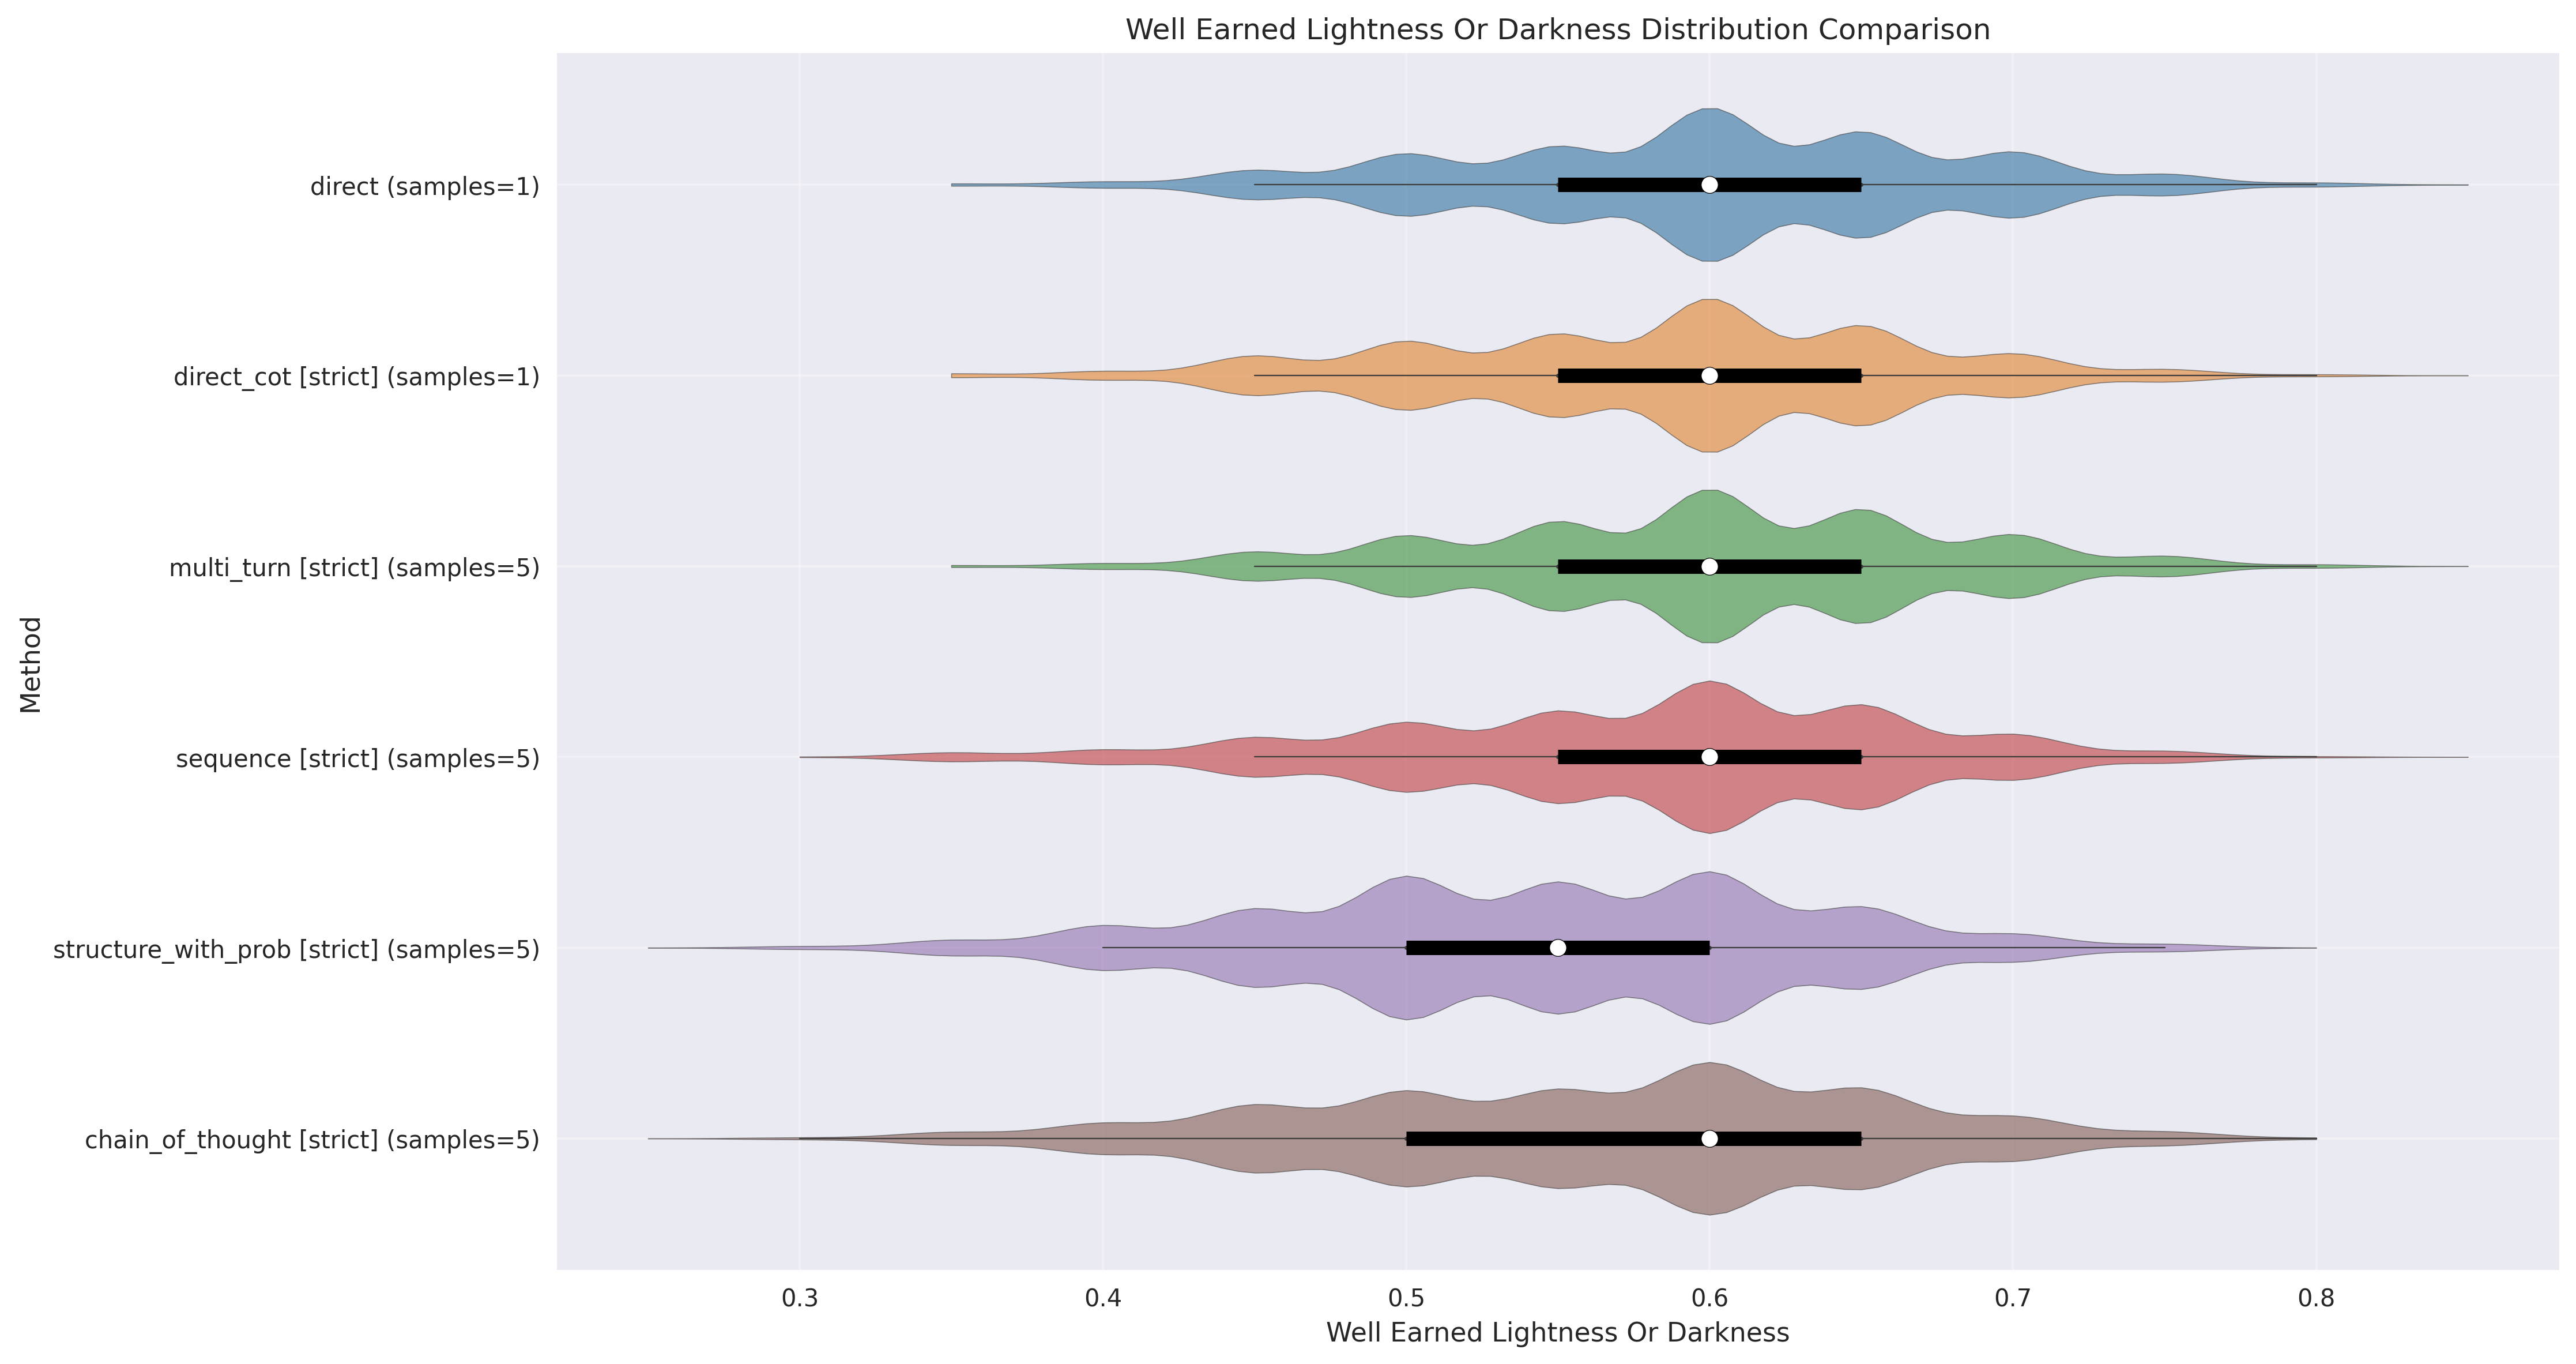 Well Earned Lightness Or Darkness Distribution Comparison
Method
direct (samples=1)
direct_cot [strict] (samples=1)
multi_turn [strict] (samples=5)
sequence [strict] (samples=5)
structure_with_prob [strict] (samples=5)
chain_of_thought [strict] (samples=5)
0.3 0.4 0.5 0.6 0.7 0.8
Well Earned Lightness Or Darkness